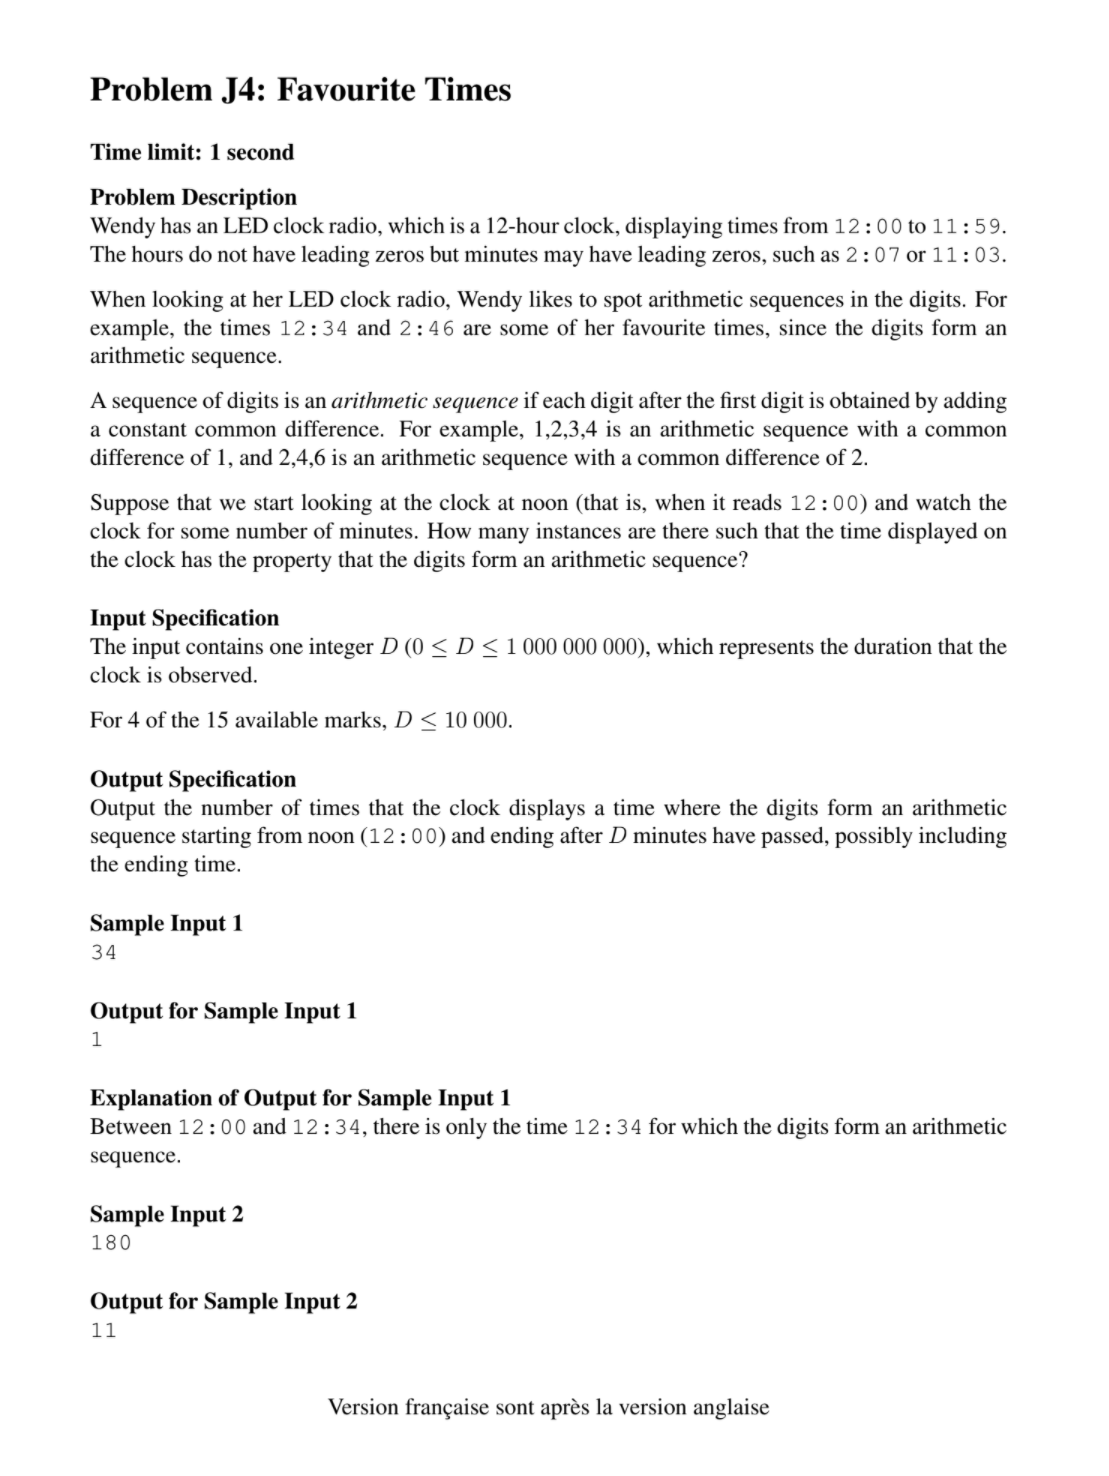 Problem J4: Favourite Times
Time limit: 1 second
Problem Description
Wendy has an LED clock radio, which is a 12-hour clock, displaying times from 12:00 to 11:59.
The hours do not have leading zeros but minutes may have leading zeros, such as 2:07 or 11:03.
When looking at her LED clock radio, Wendy likes to spot arithmetic sequences in the digits. For
example, the times 12:34 and 2:46 are some of her favourite times, since the digits form an
arithmetic sequence.
A sequence of digits is an arithmetic sequence if each digit after the first digit is obtained by adding
a constant common difference. For example, 1,2,3,4 is an arithmetic sequence with a common
difference of 1, and 2,4,6 is an arithmetic sequence with a common difference of 2.
Suppose that we start looking at the clock at noon (that is, when it reads 12:00) and watch the
clock for some number of minutes. How many instances are there such that the time displayed on
the clock has the property that the digits form an arithmetic sequence?
Input Specification
The input contains one integer D (0 ≤ D ≤ 1 000 000 000), which represents the duration that the
clock is observed.
For 4 of the 15 available marks, D ≤ 10 000.
Output Specification
Output the number of times that the clock displays a time where the digits form an arithmetic
sequence starting from noon (12:00) and ending after D minutes have passed, possibly including
the ending time.
Sample Input 1
34
Output for Sample Input 1
1
Explanation of Output for Sample Input 1
Between 12:00 and 12:34, there is only the time 12:34 for which the digits form an arithmetic
sequence.
Sample Input 2
180
Output for Sample Input 2
11
Version française sont après la version anglaise